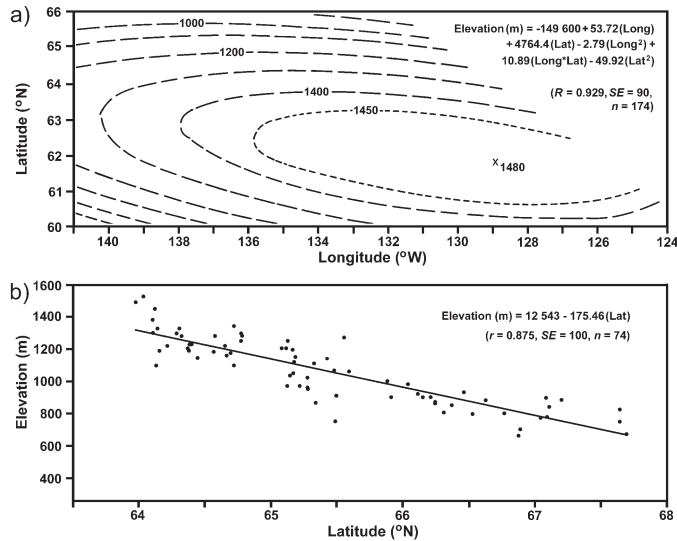 a)
66
65
64
63
62
61
60
Latitude (°N)
1000
1200
1400
1450
X 1480
Elevation (m) = -149 600 + 53.72 (Long)
+ 4764.4 (Lat) - 2.79 (Long²) +
10.89 (Long*Lat) - 49.92 (Lat²)
(R = 0.929, SE = 90,
n = 174)
140 138 136 134 132 130 128 126 124
Longitude (°W)
b)
1600
1400
1200
1000
800
600
400
Elevation (m)
Elevation (m) = 12 543 - 175.46 (Lat)
(r = 0.875, SE = 100, n = 74)
64 65 66 67 68
Latitude (°N)